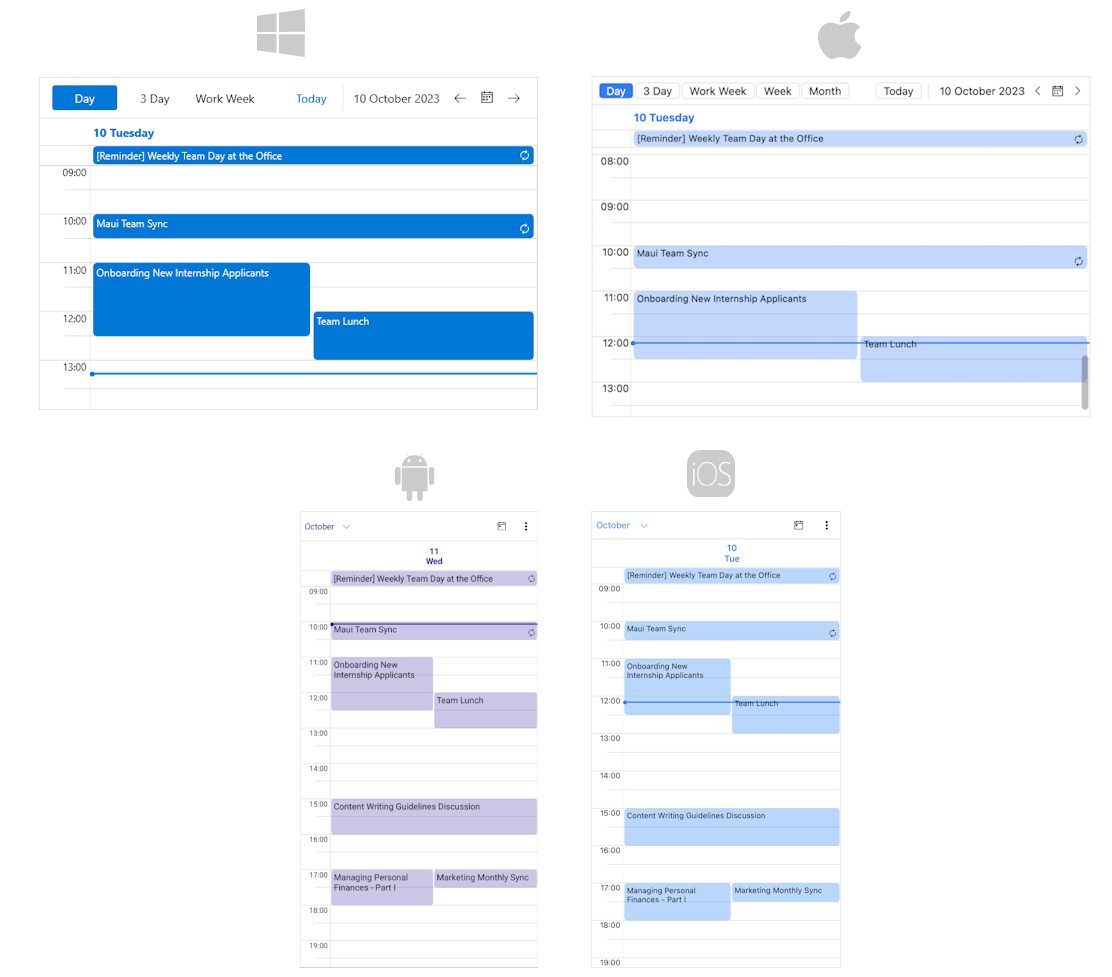 Day 3 Day Work Week Today 10 October 2023
10 Tuesday
[Reminder] Weekly Team Day at the Office
09:00
10:00 Maui Team Sync
11:00 Onboarding New Internship Applicants
12:00 Team Lunch
13:00
Day 3 Day Work Week Week Month Today 10 October 2023
10 Tuesday
[Reminder] Weekly Team Day at the Office
08:00
09:00
10:00 Maui Team Sync
11:00 Onboarding New Internship Applicants
12:00 Team Lunch
13:00
October
11
Wed
[Reminder] Weekly Team Day at the Office
09:00
10:00 Maui Team Sync
11:00 Onboarding New
Internship Applicants
12:00 Team Lunch
13:00
14:00
15:00 Content Writing Guidelines Discussion
16:00
17:00 Managing Personal Marketing Monthly Sync
Finances - Part I
18:00
19:00
iOS
October
10
Tue
[Reminder] Weekly Team Day at the Office
09:00
10:00 Maui Team Sync
11:00 Onboarding New
Internship Applicants
12:00 Team Lunch
13:00
14:00
15:00 Content Writing Guidelines Discussion
16:00
17:00 Managing Personal Marketing Monthly Sync
Finances - Part I
18:00
19:00